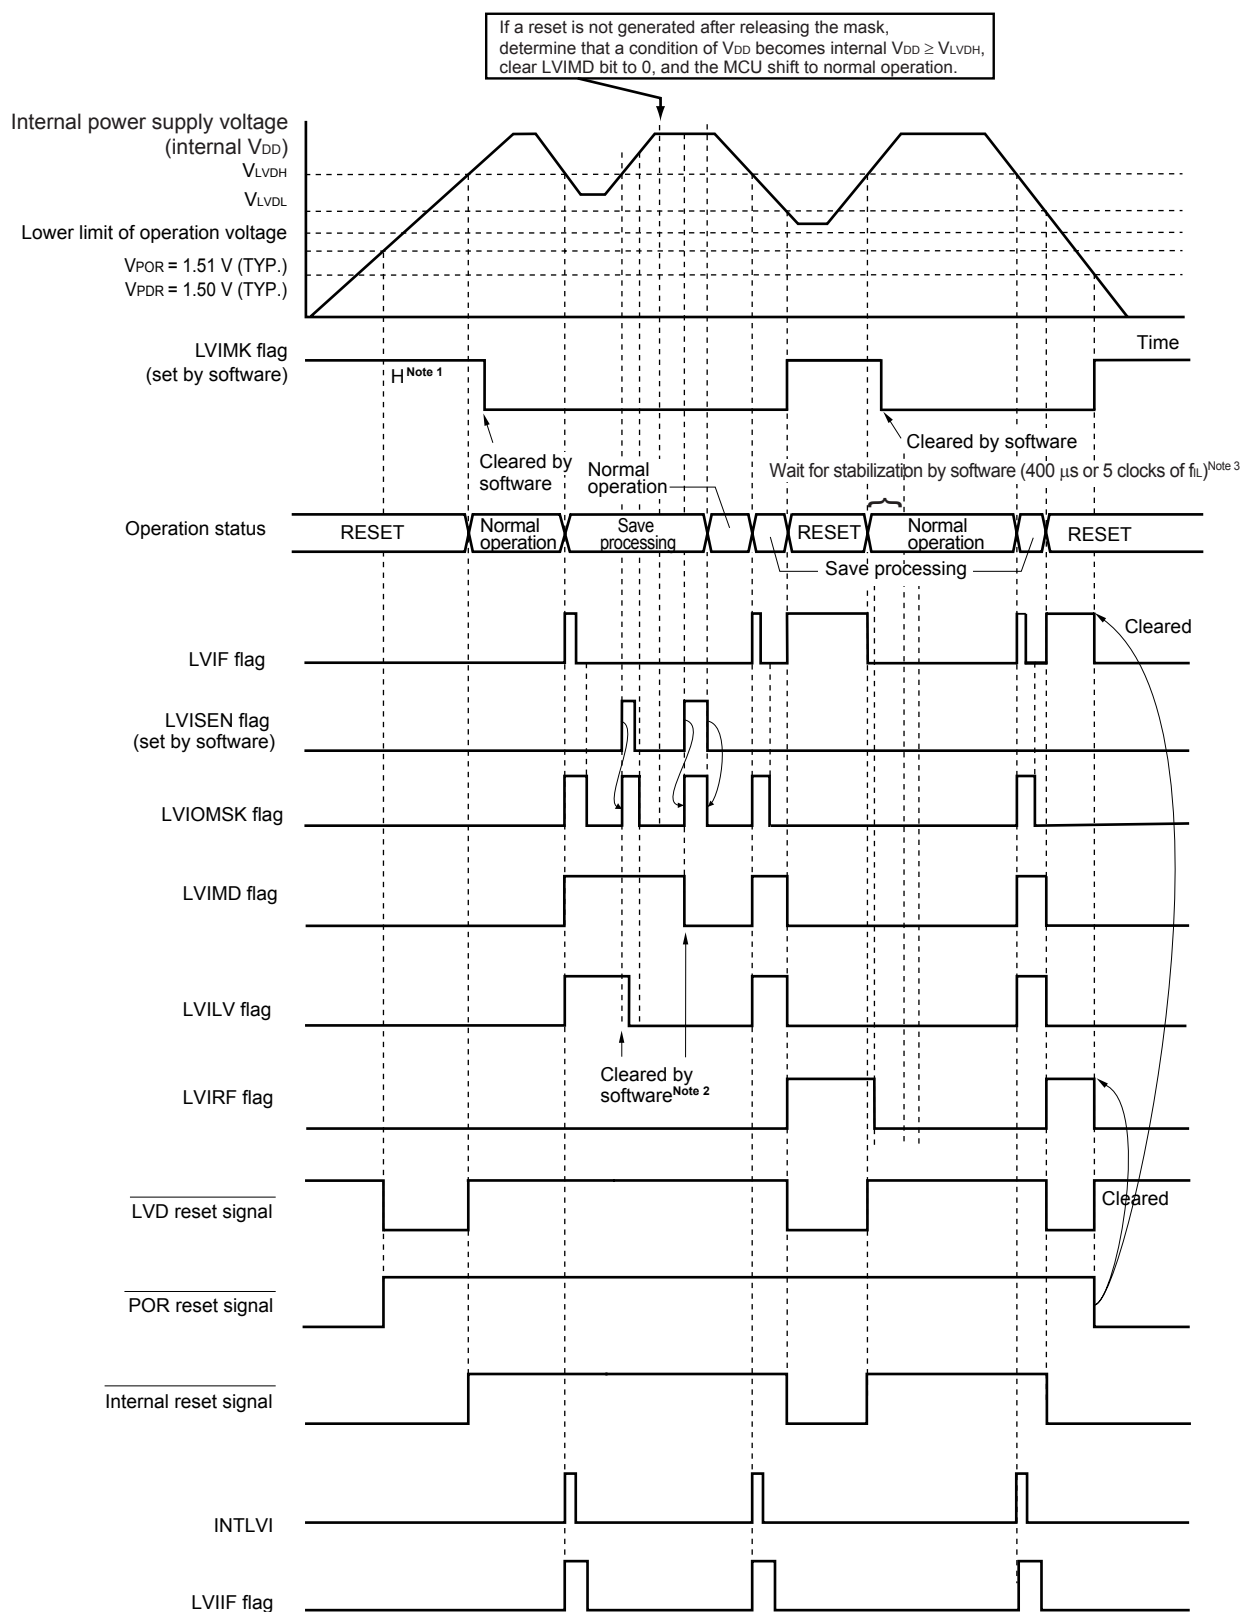 If a reset is not generated after releasing the mask,
determine that a condition of VDD becomes internal VDD ≥ VLVDH,
clear LVIMD bit to 0, and the MCU shift to normal operation.
Internal power supply voltage
(internal VDD)
VLVDH
VLVDL
Lower limit of operation voltage
VPOR = 1.51 V (TYP.)
VPDR = 1.50 V (TYP.)
Time
LVIMK flag
(set by software)
H Note 1
Cleared by
software
Normal
operation
Cleared by software
Wait for stabilization by software (400 μs or 5 clocks of fIL) Note 3
Operation status
RESET
Normal
operation
Save
processing
RESET
Normal
operation
RESET
Save processing
LVIF flag
Cleared
LVISEN flag
(set by software)
LVIOMSK flag
LVIMD flag
LVILV flag
Cleared by
software Note 2
LVIRF flag
LVD reset signal
Cleared
POR reset signal
Internal reset signal
INTLVI
LVIIF flag